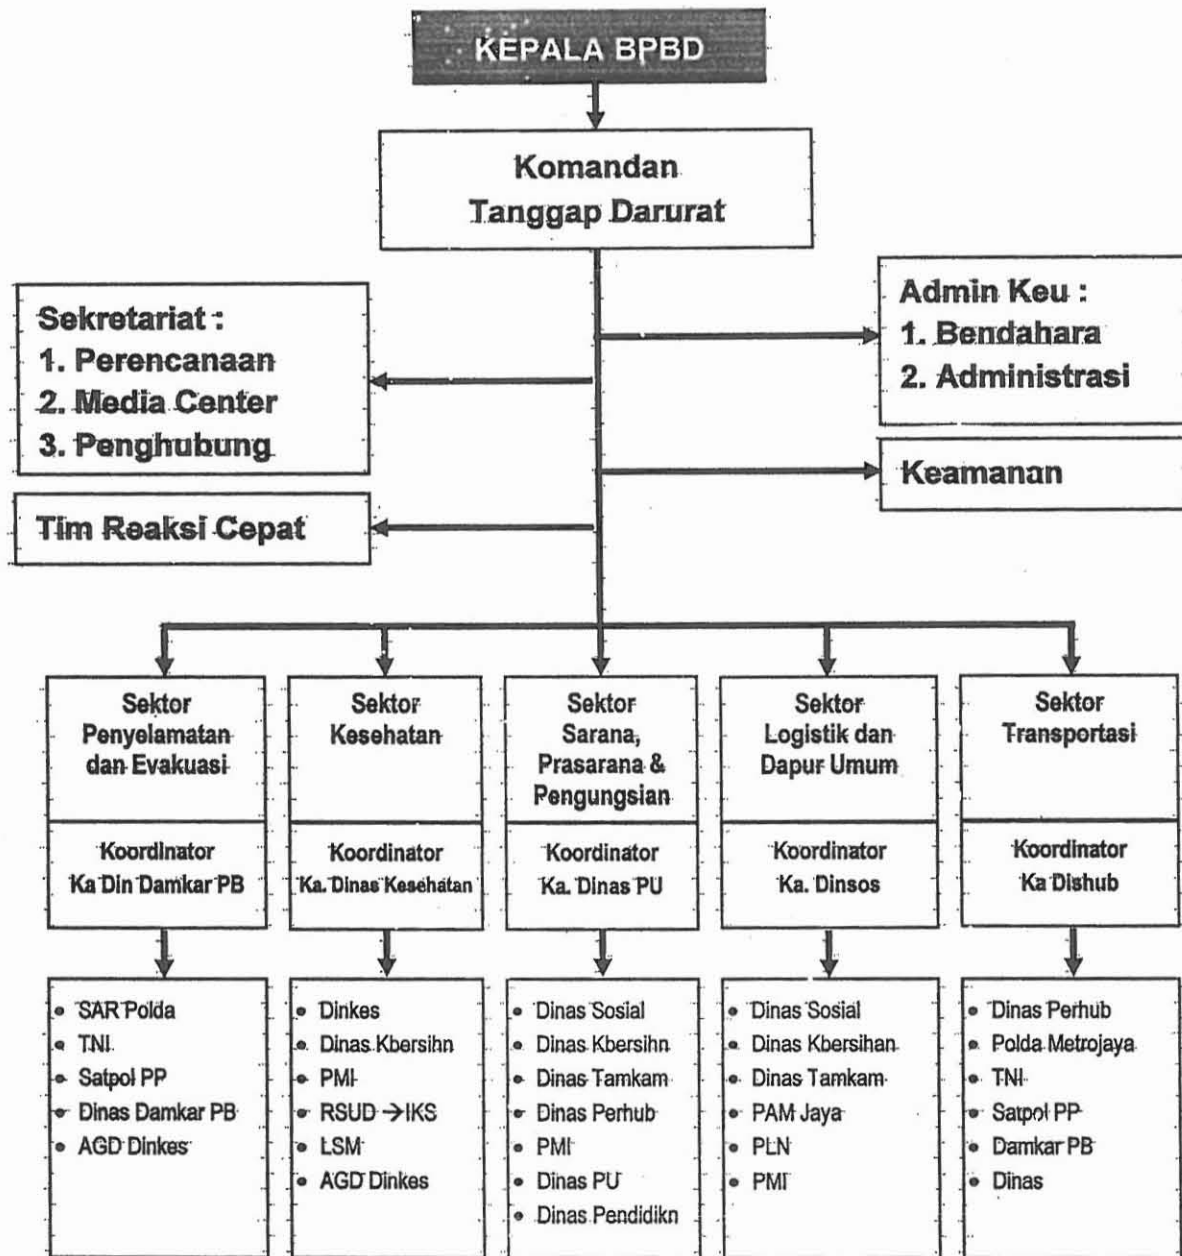 KEPALA BPBD
Komandan
Tanggap Darurat
Sekretariat :
1. Perencanaan
2. Media Center
3. Penghubung
Admin Keu :
1. Bendahara
2. Administrasi
Keamanan
Tim Reaksi Cepat
Sektor
Penyelamatan
dan Evakuasi
Koordinator
Ka Din Damkar PB
• SAR Polda
• TNI
• Satpol PP
• Dinas Damkar PB
• AGD Dinkes
Sektor
Kesehatan
Koordinator
Ka. Dinas Kesehatan
• Dinkes
• Dinas Kbersihn
• PMI
• RSUD → IKS
• LSM
• AGD Dinkes
Sektor
Sarana,
Prasarana &
Pengungsian
Koordinator
Ka. Dinas PU
• Dinas Sosial
• Dinas Kbersihn
• Dinas Tamkam
• Dinas Perhub
• PMI
• Dinas PU
• Dinas Pendidikn
Sektor
Logistik dan
Dapur Umum
Koordinator
Ka. Dinsos
• Dinas Sosial
• Dinas Kbersihan
• Dinas Tamkam
• PAM Jaya
• PLN
• PMI
Sektor
Transportasi
Koordinator
Ka Dishub
• Dinas Perhub
• Polda Metrojaya
• TNI
• Satpol PP
• Damkar PB
• Dinas